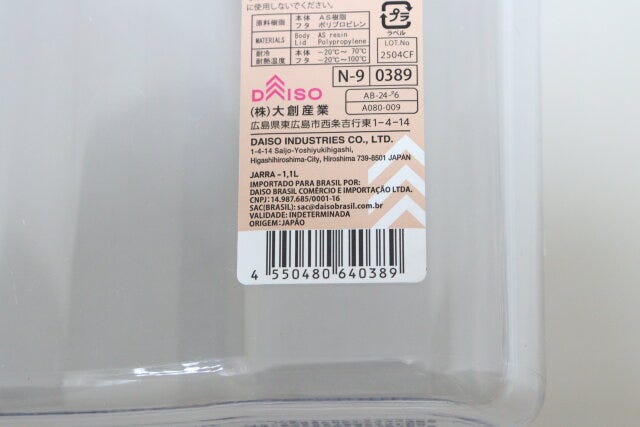 に使用しないでください。
原料樹脂 本体 AS樹脂
フタ ポリプロピレン
MATERIALS Body AS resin
Lid Polypropylene
耐冷 本体 −20℃〜 70℃
耐熱温度 フタ −20℃〜100℃
プラ
ラベル
LOT.No
2504CF
N-9 0389
DAISO
AB-24-⁹6
A080-009
(株)大創産業
広島県東広島市西条吉行東1-4-14
DAISO INDUSTRIES CO., LTD.
1-4-14 Saijo-Yoshiyukihigashi,
Higashihiroshima-City, Hiroshima 739-8501 JAPAN
JARRA – 1,1L
IMPORTADO PARA BRASIL POR:
DAISO BRASIL COMÉRCIO E IMPORTAÇÃO LTDA.
CNPJ: 14.987.685/0001-16
SAC(BRASIL): sac@daisobrasil.com.br
VALIDADE: INDETERMINADA
ORIGEM: JAPÃO
4 550480 640389